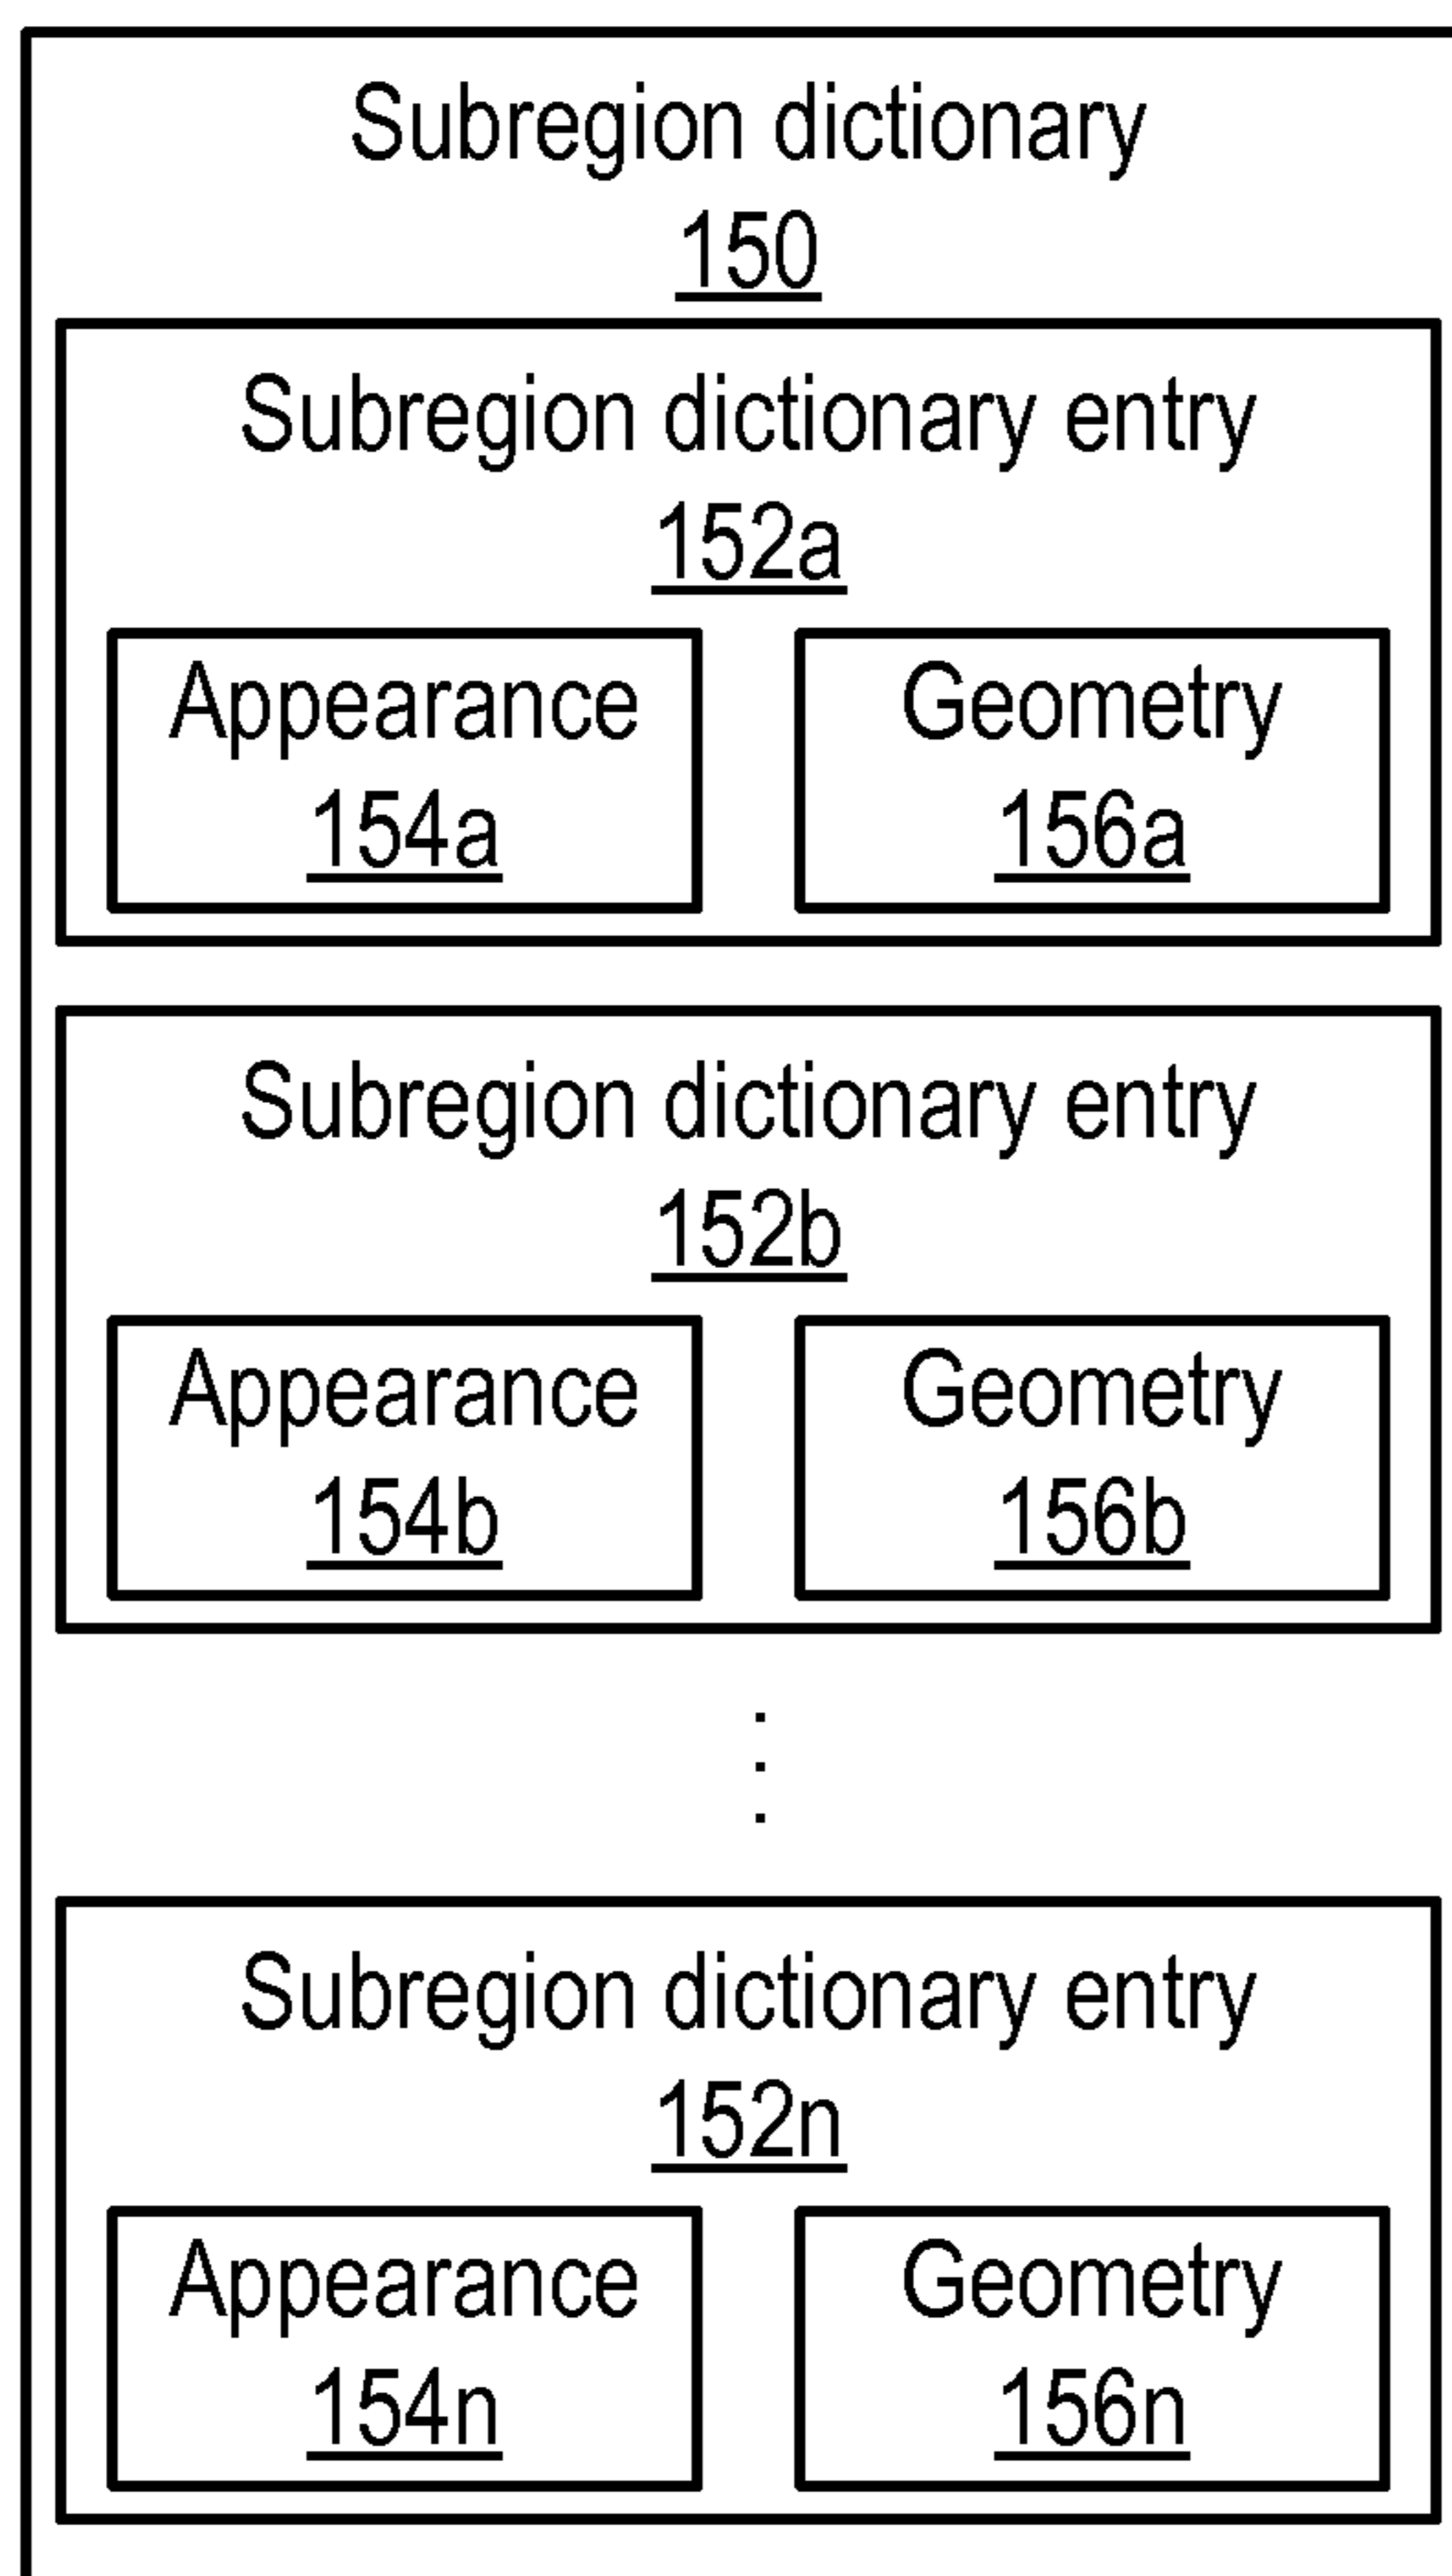 Subregion dictionary
150
Subregion dictionary entry
152a
Appearance Geometry
154a 156a
Subregion dictionary entry
152b
Appearance Geometry
154b 156b
Subregion dictionary entry
152n
Appearance Geometry
154n 156n